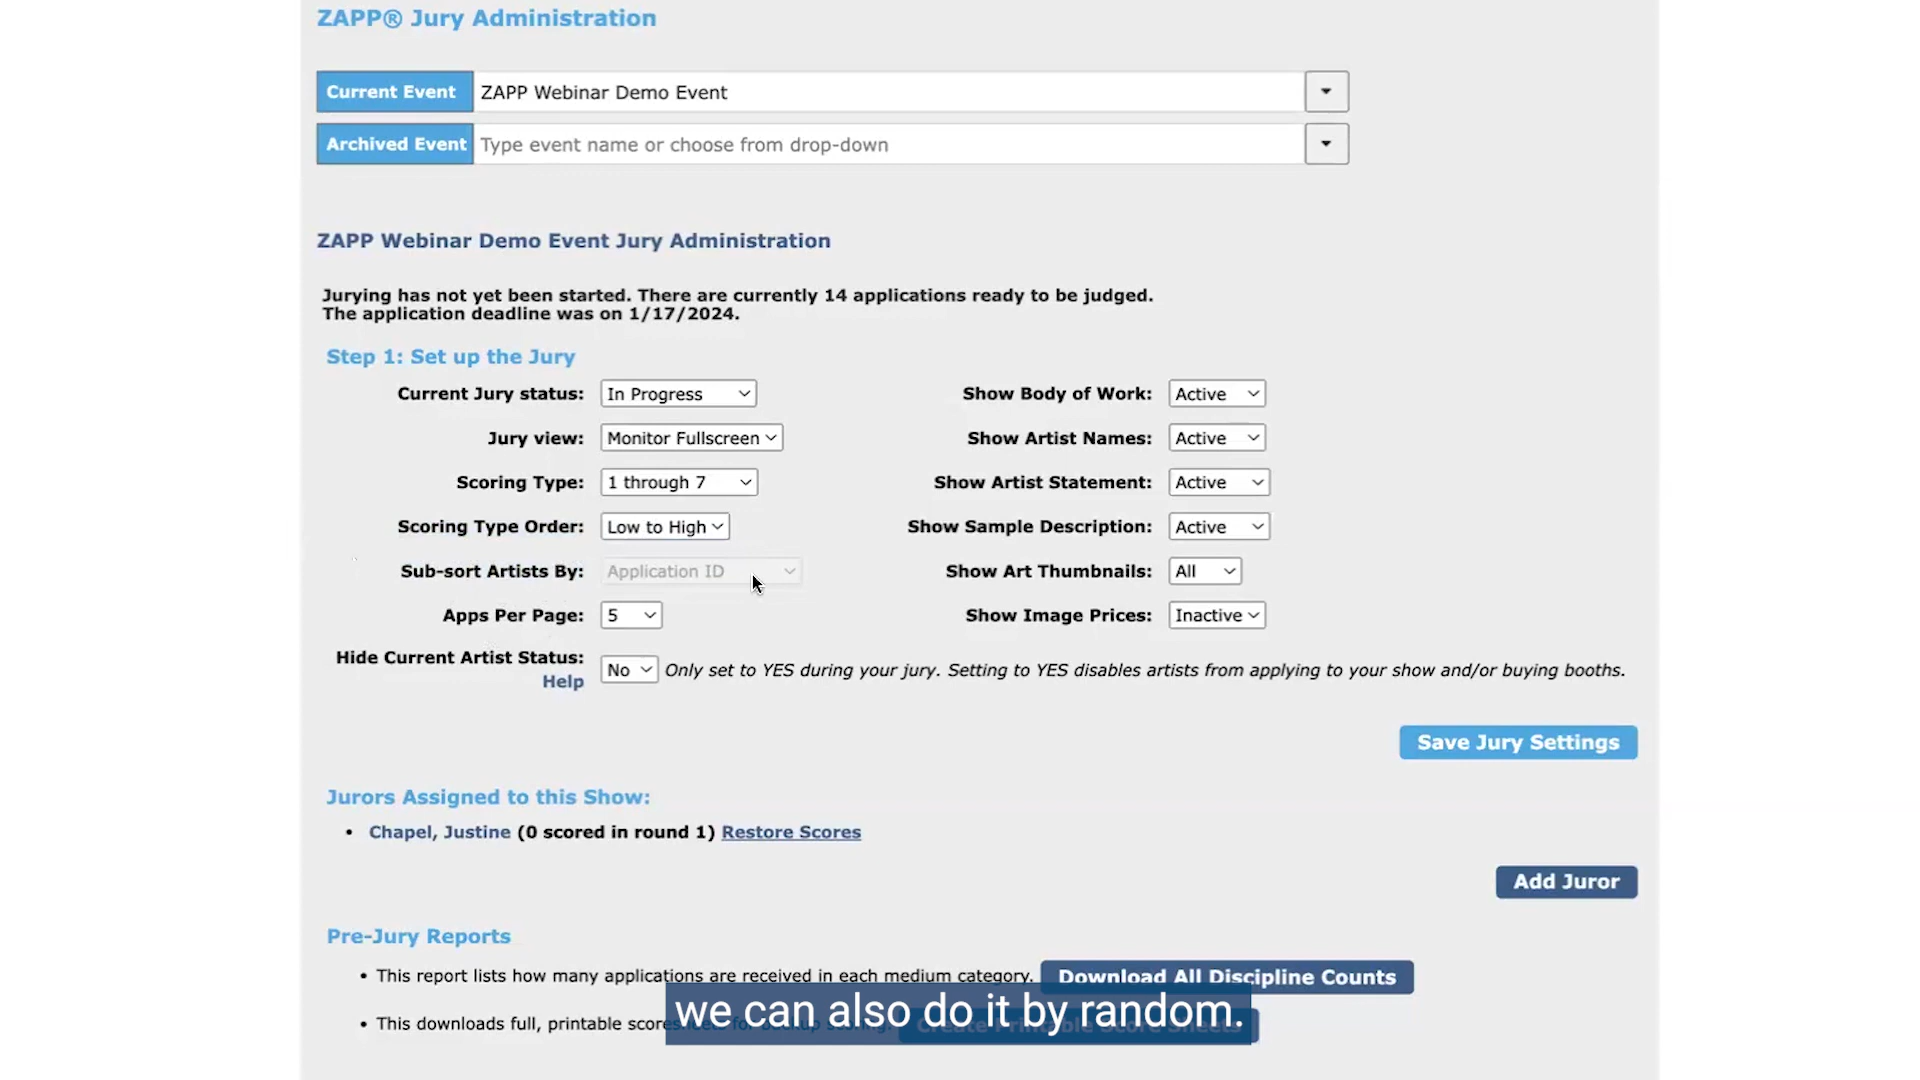 ZAPP® Jury Administration
Current Event ZAPP Webinar Demo Event
Archived Event Type event name or choose from drop-down
ZAPP Webinar Demo Event Jury Administration
Jurying has not yet been started. There are currently 14 applications ready to be judged.
The application deadline was on 1/17/2024.
Step 1: Set up the Jury
Current Jury status: In Progress Show Body of Work: Active
Jury view: Monitor Fullscreen Show Artist Names: Active
Scoring Type: 1 through 7 Show Artist Statement: Active
Scoring Type Order: Low to High Show Sample Description: Active
Sub-sort Artists By: Application ID Show Art Thumbnails: All
Apps Per Page: 5 Show Image Prices: Inactive
Hide Current Artist Status:
Help No Only set to YES during your jury. Setting to YES disables artists from applying to your show and/or buying booths.
Save Jury Settings
Jurors Assigned to this Show:
• Chapel, Justine (0 scored in round 1) Restore Scores
Add Juror
Pre-Jury Reports
• This report lists how many applications are received in each medium category. Download All Discipline Counts
we can also do it by random.
• This downloads full, printable score sheets for backup scoring. Create Printable Score Sheets